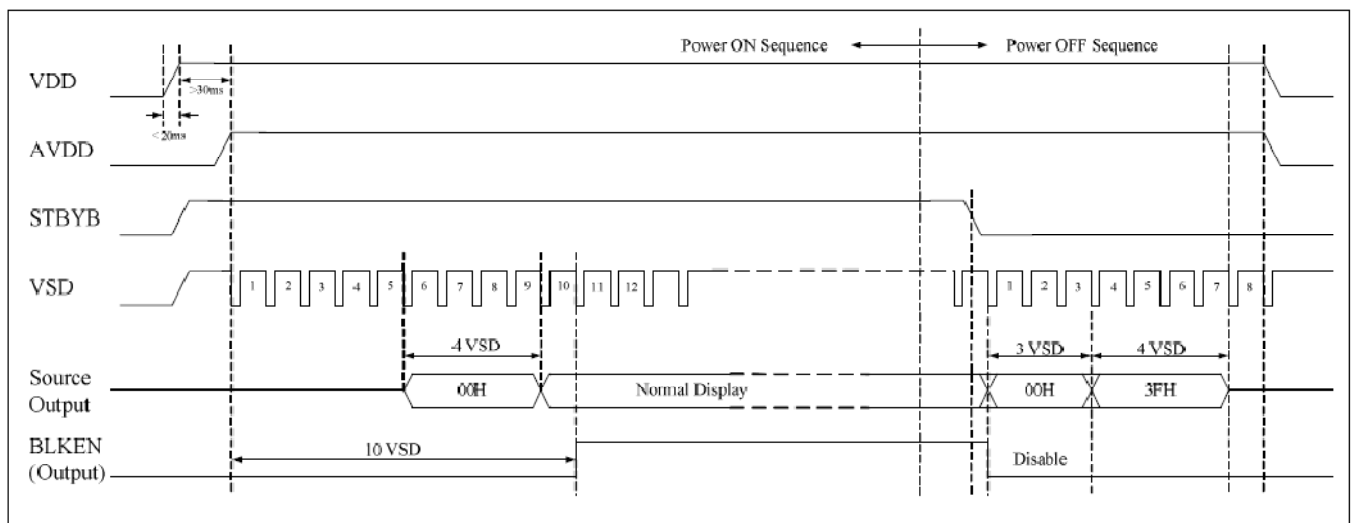 Power ON Sequence Power OFF Sequence
VDD
>30ms
<20ms
AVDD
STBYB
VSD
1 2 3 4 5 6 7 8 9 10 11 12 1 2 3 4 5 6 7 8
4 VSD 3 VSD 4 VSD
Source
Output
00H Normal Display 00H 3FH
BLKEN
(Output)
10 VSD Disable